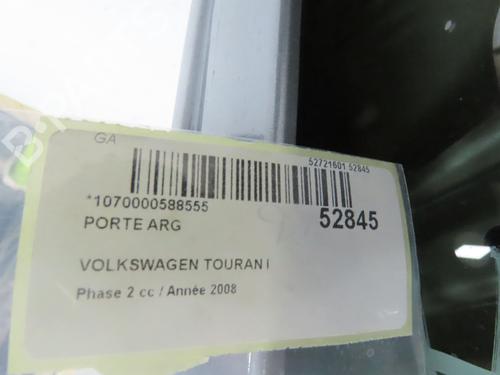 GA
52721601 52845
*1070000588555
52845
PORTE ARG
VOLKSWAGEN TOURAN I
Phase 2 cc / Année 2008